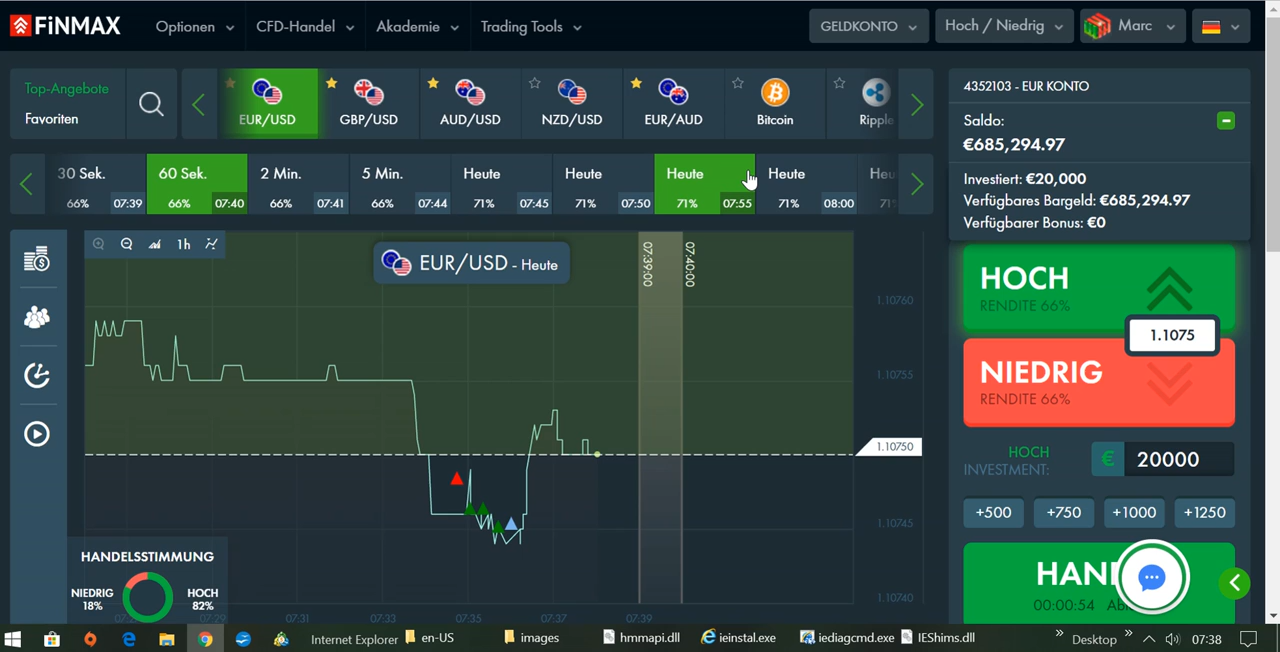 FiNMAX
Optionen
CFD-Handel
Akademie
Trading Tools
GELDKONTO
Hoch / Niedrig
Marc
Top-Angebote
Favoriten
EUR/USD
GBP/USD
AUD/USD
NZD/USD
EUR/AUD
Bitcoin
Ripple
4352103 - EUR KONTO
Saldo:
€685,294.97
Investiert: €20,000
Verfügbares Bargeld: €685,294.97
Verfügbarer Bonus: €0
30 Sek.
66% 07:39
60 Sek.
66% 07:40
2 Min.
66% 07:41
5 Min.
66% 07:44
Heute
71% 07:45
Heute
71% 07:50
Heute
71% 07:55
Heute
71% 08:00
Heu
71%
1h
EUR/USD - Heute
07:39:00
07:40:00
1.10760
1.10755
1.10750
1.10745
1.10740
HOCH
RENDITE 66%
1.1075
NIEDRIG
RENDITE 66%
HOCH
INVESTMENT:
€ 20000
+500
+750
+1000
+1250
HAN
00:00:54
HANDELSSTIMMUNG
NIEDRIG
18%
HOCH
82%
07:31
07:33
07:35
07:37
07:39
Internet Explorer
en-US
images
hmmapi.dll
ieinstal.exe
iediagcmd.exe
IEShims.dll
Desktop
07:38